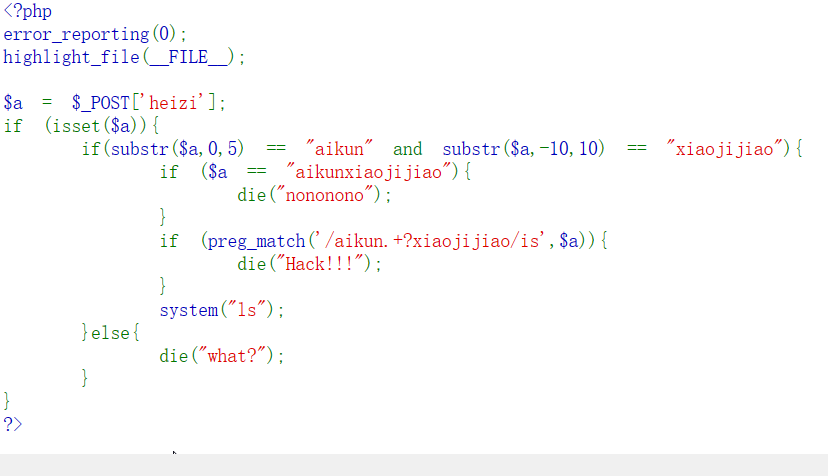 <?php
error_reporting(0);
highlight_file(__FILE__);
$a = $_POST['heizi'];
if (isset($a)){
if(substr($a,0,5) == "aikun" and substr($a,-10,10) == "xiaojijiao"){
if ($a == "aikunxiaojijiao"){
die("nononono");
}
if (preg_match('/aikun.+?xiaojijiao/is',$a)){
die("Hack!!!");
}
system("ls");
}else{
die("what?");
}
}
?>